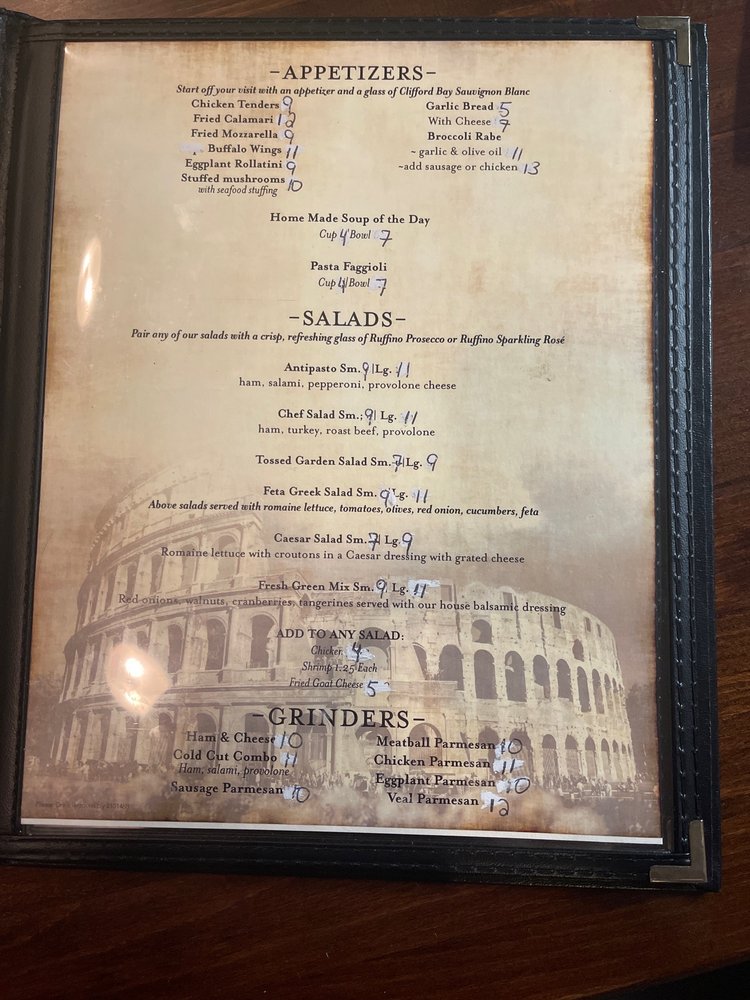 -APPETIZERS-
Start off your visit with an appetizer and a glass of Clifford Bay Sauvignon Blanc
Chicken Tenders 9
Fried Calamari 12
Fried Mozzarella 9
Buffalo Wings 11
Eggplant Rollatini 9
Stuffed mushrooms 10
with seafood stuffing
Garlic Bread 5
With Cheese 7
Broccoli Rabe
~ garlic & olive oil 11
~add sausage or chicken 13
Home Made Soup of the Day
Cup 4 Bowl 7
Pasta Faggioli
Cup 4 Bowl 7
-SALADS-
Pair any of our salads with a crisp, refreshing glass of Ruffino Prosecco or Ruffino Sparkling Rosé
Antipasto Sm. 9 | Lg. 11
ham, salami, pepperoni, provolone cheese
Chef Salad Sm.; 9 | Lg. 11
ham, turkey, roast beef, provolone
Tossed Garden Salad Sm. 7 | Lg. 9
Feta Greek Salad Sm. 9 Lg. 11
Above salads served with romaine lettuce, tomatoes, olives, red onion, cucumbers, feta
Caesar Salad Sm. 7 | Lg. 9
Romaine lettuce with croutons in a Caesar dressing with grated cheese
Fresh Green Mix Sm. 9 Lg. 11
Red onions, walnuts, cranberries, tangerines served with our house balsamic dressing
ADD TO ANY SALAD:
Chicken 4
Shrimp 1.25 Each
Fried Goat Cheese 5
-GRINDERS-
Ham & Cheese 10
Cold Cut Combo 11
Ham, salami, provolone
Sausage Parmesan 10
Meatball Parmesan 10
Chicken Parmesan 11
Eggplant Parmesan 10
Veal Parmesan 12